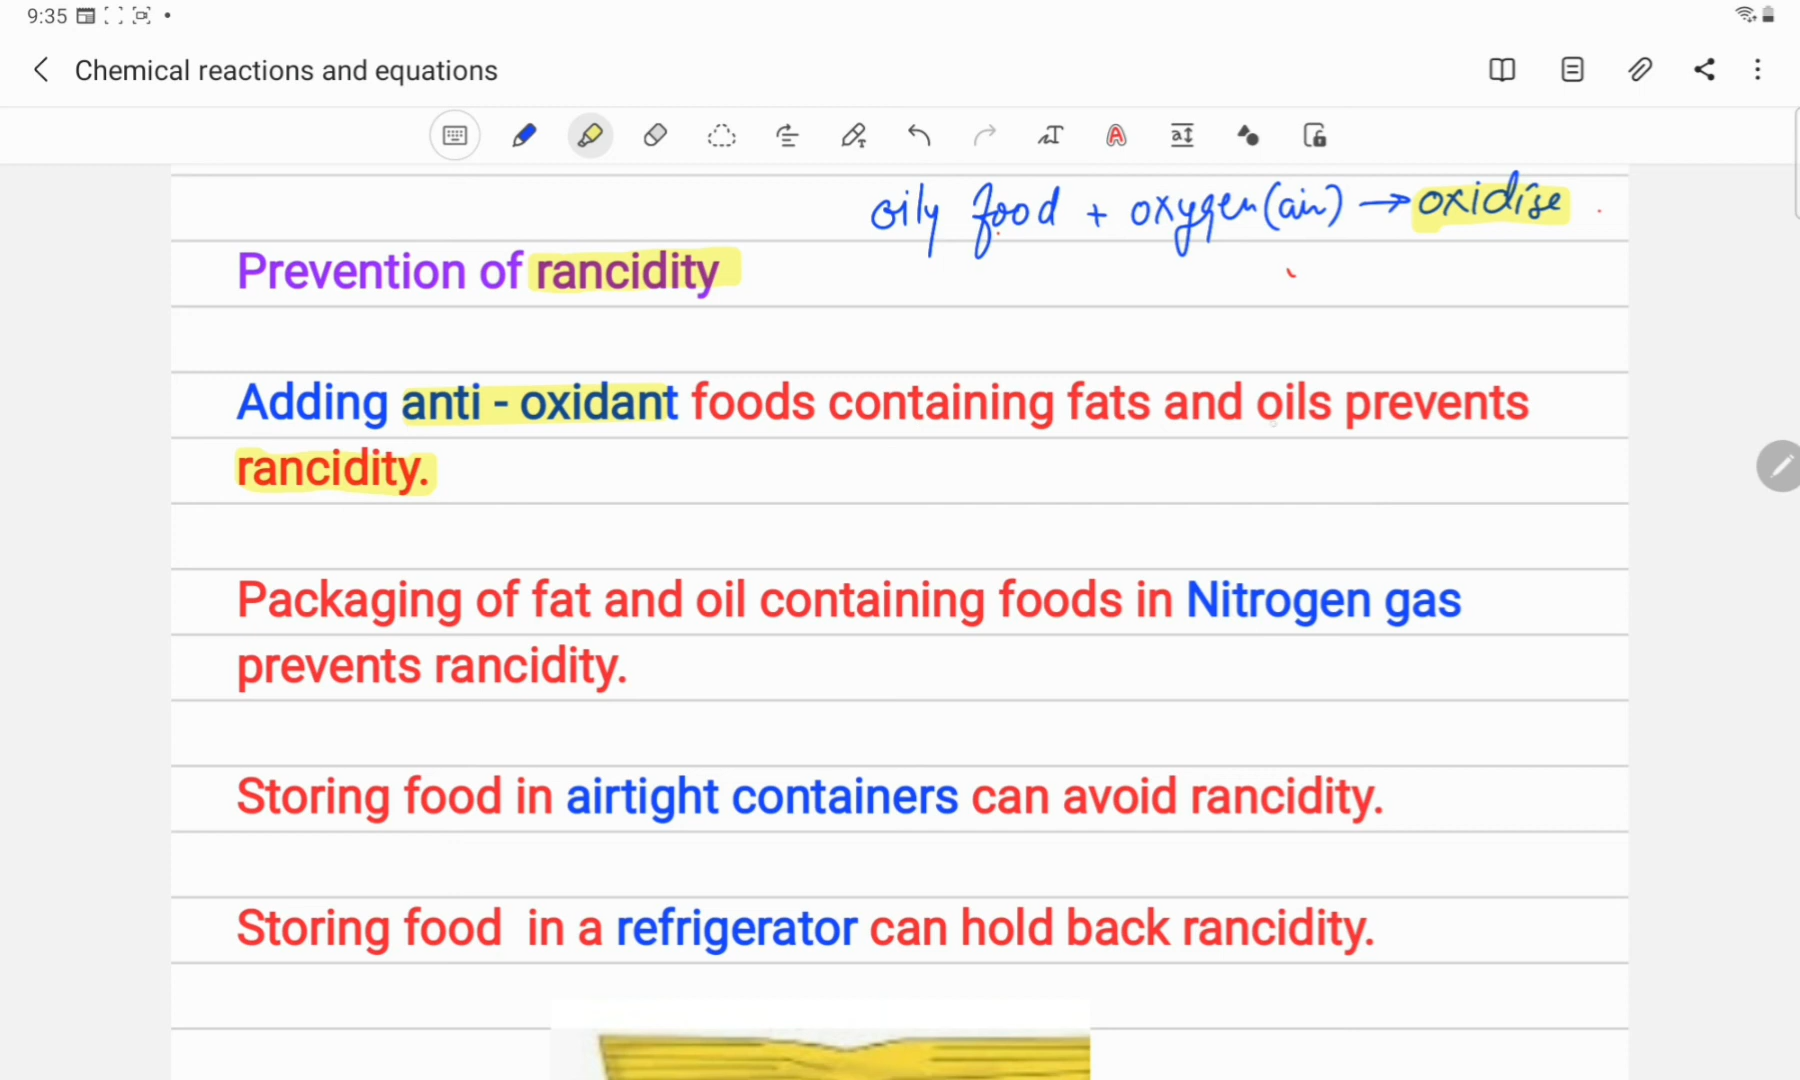 9:35
Chemical reactions and equations
oily food + oxygen (air) → oxidise
Prevention of rancidity
Adding anti - oxidant foods containing fats and oils prevents
rancidity.
Packaging of fat and oil containing foods in Nitrogen gas
prevents rancidity.
Storing food in airtight containers can avoid rancidity.
Storing food in a refrigerator can hold back rancidity.